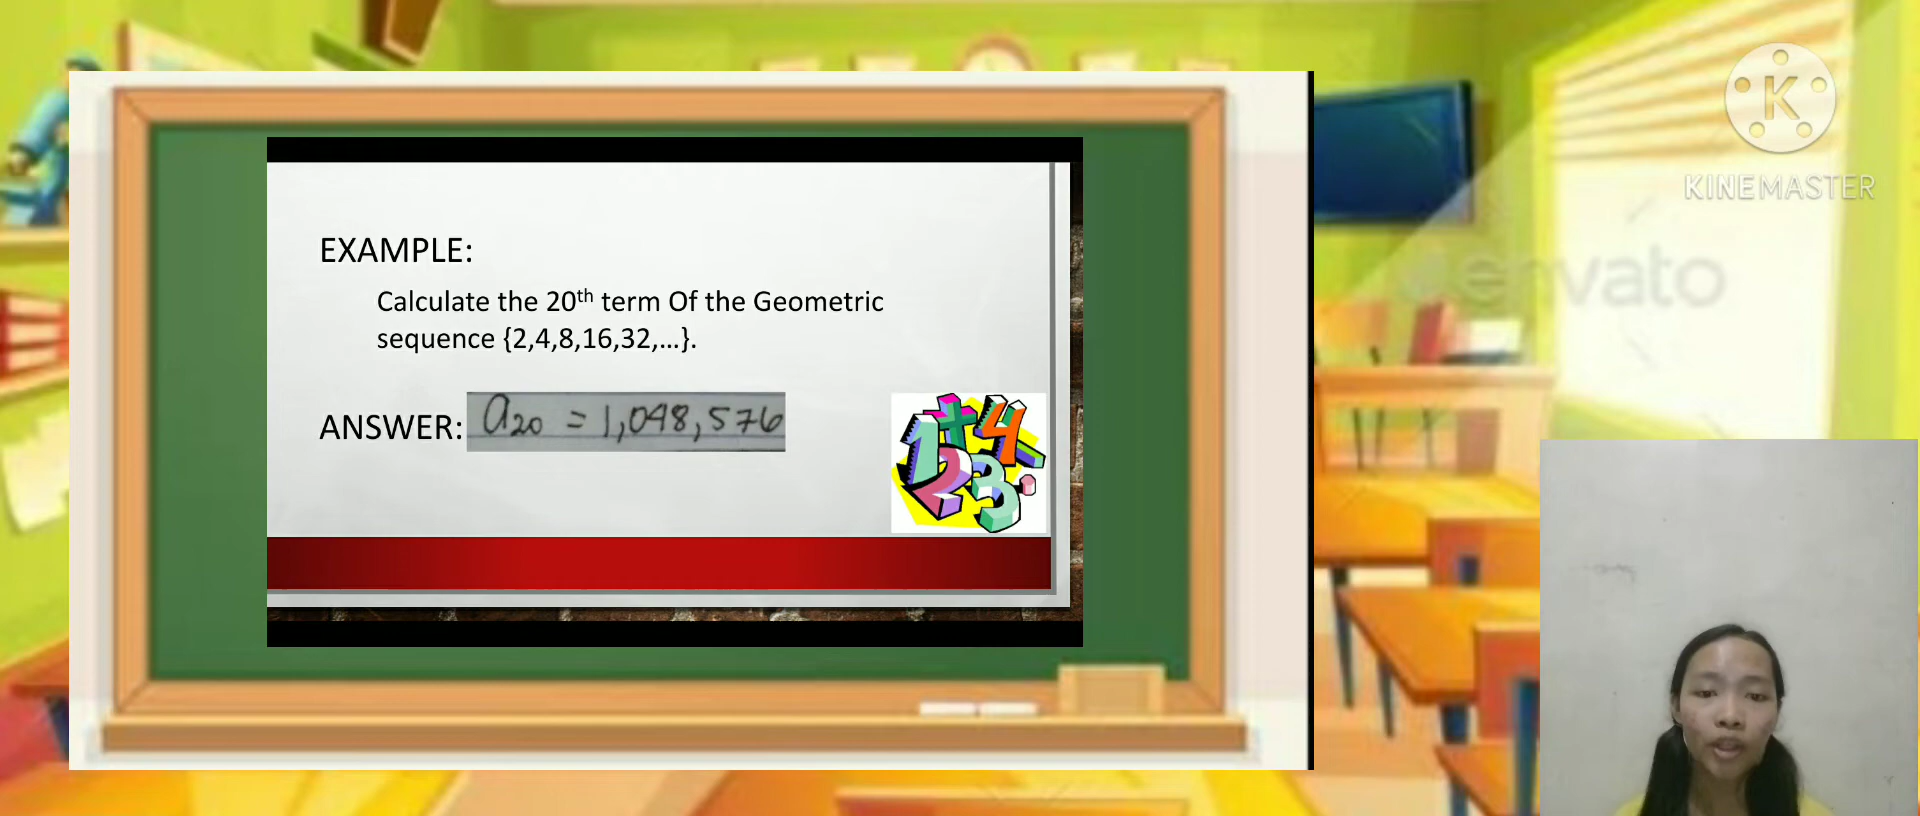 EXAMPLE:
Calculate the 20th term Of the Geometric
sequence {2,4,8,16,32,...}.
ANSWER: a20 = 1,048,576
K
KINEMASTER
envato